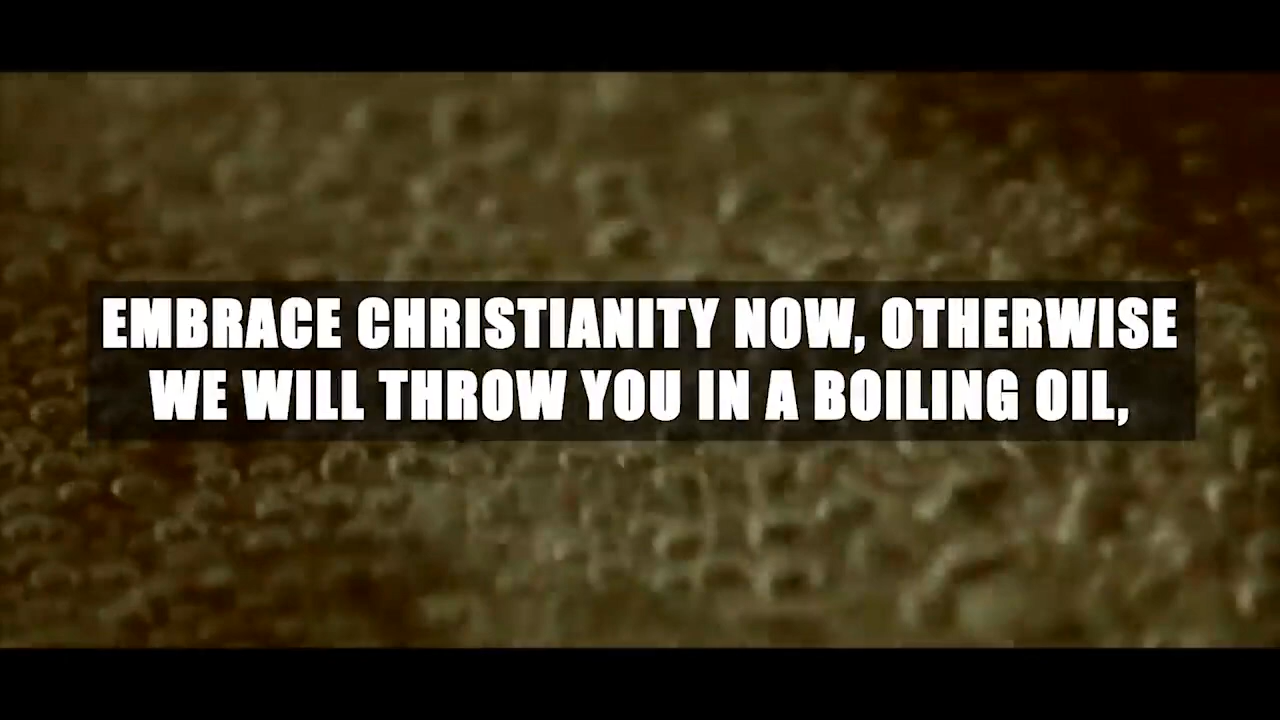 EMBRACE CHRISTIANITY NOW, OTHERWISE
WE WILL THROW YOU IN A BOILING OIL,